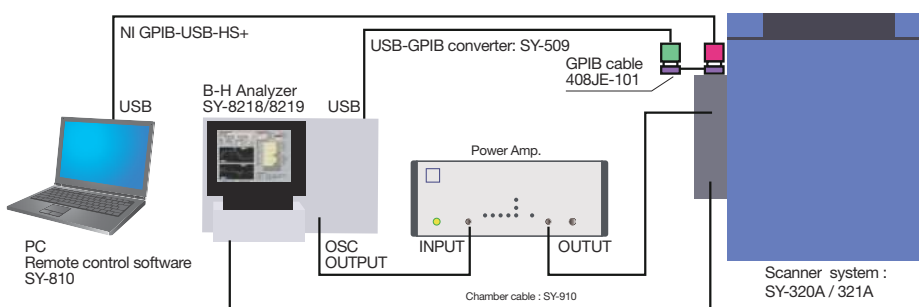 NI GPIB-USB-HS+
USB-GPIB converter: SY-509
GPIB cable
408JE-101
B-H Analyzer
SY-8218/8219
USB
USB
Power Amp.
INPUT
OUTUT
OSC
OUTPUT
PC
Remote control software
SY-810
Chamber cable : SY-910
Scanner system :
SY-320A / 321A